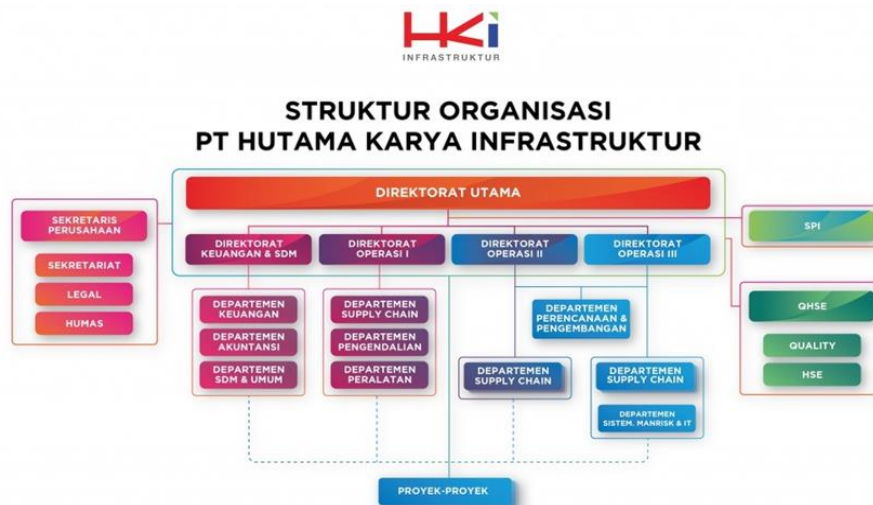 HKi
INFRASTRUKTUR
STRUKTUR ORGANISASI
PT HUTAMA KARYA INFRASTRUKTUR
DIREKTORAT UTAMA
SEKRETARIS
PERUSAHAAN
SEKRETARIAT
LEGAL
HUMAS
DIREKTORAT
KEUANGAN & SDM
DIREKTORAT
OPERASI I
DIREKTORAT
OPERASI II
DIREKTORAT
OPERASI III
SPI
QHSE
QUALITY
HSE
DEPARTEMEN
KEUANGAN
DEPARTEMEN
AKUNTANSI
DEPARTEMEN
SDM & UMUM
DEPARTEMEN
SUPPLY CHAIN
DEPARTEMEN
PENGENDALIAN
DEPARTEMEN
PERALATAN
DEPARTEMEN
PERENCANAAN &
PENGEMBANGAN
DEPARTEMEN
SUPPLY CHAIN
DEPARTEMEN
SUPPLY CHAIN
DEPARTEMEN
SISTEM, MANRISK & IT
PROYEK-PROYEK